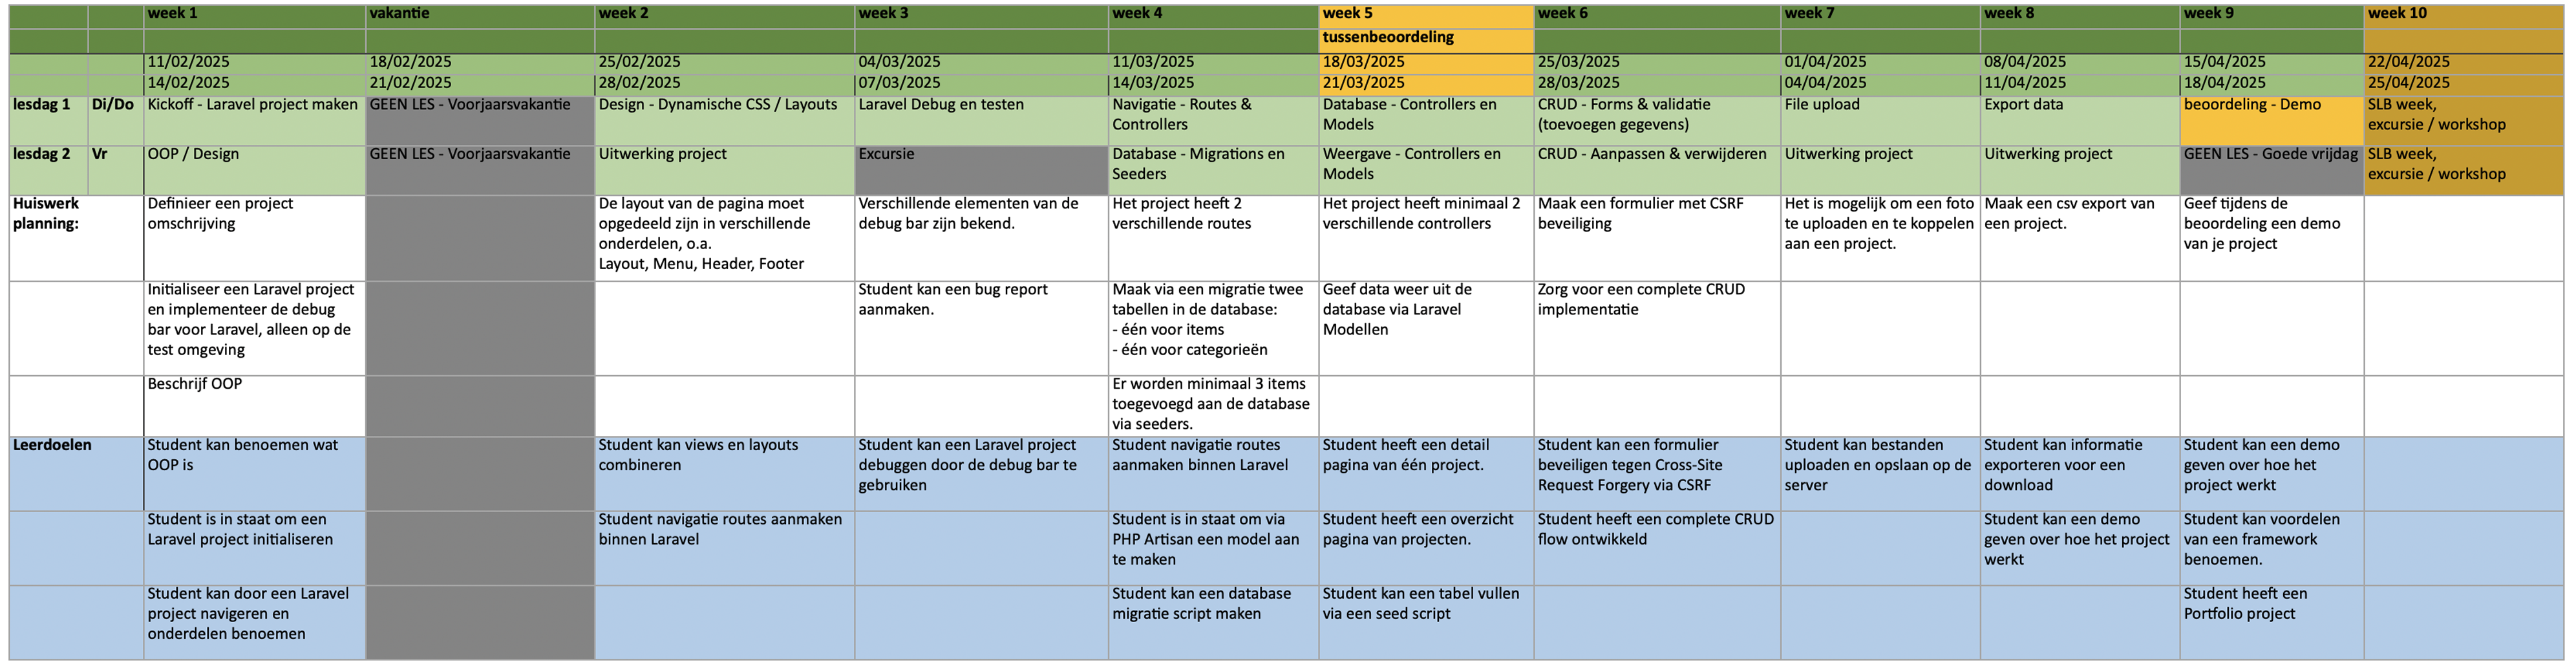 week 1 vakantie week 2 week 3 week 4 week 5 week 6 week 7 week 8 week 9 week 10
tussenbeoordeling
11/02/2025 18/02/2025 25/02/2025 04/03/2025 11/03/2025 18/03/2025 25/03/2025 01/04/2025 08/04/2025 15/04/2025 22/04/2025
14/02/2025 21/02/2025 28/02/2025 07/03/2025 14/03/2025 21/03/2025 28/03/2025 04/04/2025 11/04/2025 18/04/2025 25/04/2025
lesdag 1
Di/Do
Kickoff - Laravel project maken
GEEN LES - Voorjaarsvakantie
Design - Dynamische CSS / Layouts
Laravel Debug en testen
Navigatie - Routes &
Controllers
Database - Controllers en
Models
CRUD - Forms & validatie
(toevoegen gegevens)
File upload
Export data
beoordeling - Demo
SLB week,
excursie / workshop
lesdag 2
Vr
OOP / Design
GEEN LES - Voorjaarsvakantie
Uitwerking project
Excursie
Database - Migrations en
Seeders
Weergave - Controllers en
Models
CRUD - Aanpassen & verwijderen
Uitwerking project
Uitwerking project
GEEN LES - Goede vrijdag
SLB week,
excursie / workshop
Huiswerk
planning:
Definieer een project
omschrijving
De layout van de pagina moet
opgedeeld zijn in verschillende
onderdelen, o.a.
Layout, Menu, Header, Footer
Verschillende elementen van de
debug bar zijn bekend.
Het project heeft 2
verschillende routes
Het project heeft minimaal 2
verschillende controllers
Maak een formulier met CSRF
beveiliging
Het is mogelijk om een foto
te uploaden en te koppelen
aan een project.
Maak een csv export van
een project.
Geef tijdens de
beoordeling een demo
van je project
Initialiseer een Laravel project
en implementeer de debug
bar voor Laravel, alleen op de
test omgeving
Student kan een bug report
aanmaken.
Maak via een migratie twee
tabellen in de database:
- één voor items
- één voor categorieën
Geef data weer uit de
database via Laravel
Modellen
Zorg voor een complete CRUD
implementatie
Beschrijf OOP
Er worden minimaal 3 items
toegevoegd aan de database
via seeders.
Leerdoelen
Student kan benoemen wat
OOP is
Student kan views en layouts
combineren
Student kan een Laravel project
debuggen door de debug bar te
gebruiken
Student navigatie routes
aanmaken binnen Laravel
Student heeft een detail
pagina van één project.
Student kan een formulier
beveiligen tegen Cross-Site
Request Forgery via CSRF
Student kan bestanden
uploaden en opslaan op de
server
Student kan informatie
exporteren voor een
download
Student kan een demo
geven over hoe het
project werkt
Student is in staat om een
Laravel project initialiseren
Student navigatie routes aanmaken
binnen Laravel
Student is in staat om via
PHP Artisan een model aan
te maken
Student heeft een overzicht
pagina van projecten.
Student heeft een complete CRUD
flow ontwikkeld
Student kan een demo
geven over hoe het project
werkt
Student kan voordelen
van een framework
benoemen.
Student kan door een Laravel
project navigeren en
onderdelen benoemen
Student kan een database
migratie script maken
Student kan een tabel vullen
via een seed script
Student heeft een
Portfolio project